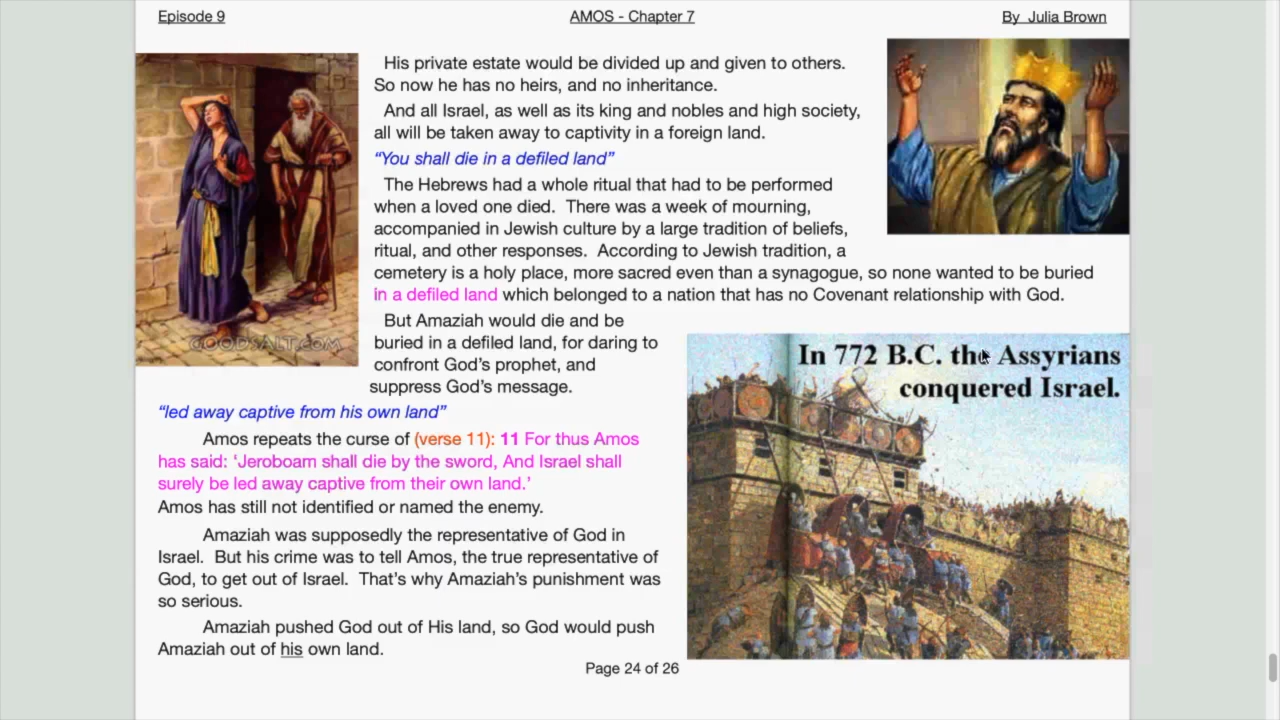 Episode 9
AMOS - Chapter 7
By Julia Brown
His private estate would be divided up and given to others.
So now he has no heirs, and no inheritance.
And all Israel, as well as its king and nobles and high society,
all will be taken away to captivity in a foreign land.
“You shall die in a defiled land”
The Hebrews had a whole ritual that had to be performed
when a loved one died. There was a week of mourning,
accompanied in Jewish culture by a large tradition of beliefs,
ritual, and other responses. According to Jewish tradition, a
cemetery is a holy place, more sacred even than a synagogue, so none wanted to be buried
in a defiled land which belonged to a nation that has no Covenant relationship with God.
But Amaziah would die and be
buried in a defiled land, for daring to
confront God’s prophet, and
suppress God’s message.
GOODSALT.COM
In 772 B.C. the Assyrians
conquered Israel.
“led away captive from his own land”
Amos repeats the curse of (verse 11): 11 For thus Amos
has said: ‘Jeroboam shall die by the sword, And Israel shall
surely be led away captive from their own land.’
Amos has still not identified or named the enemy.
Amaziah was supposedly the representative of God in
Israel. But his crime was to tell Amos, the true representative of
God, to get out of Israel. That’s why Amaziah’s punishment was
so serious.
Amaziah pushed God out of His land, so God would push
Amaziah out of his own land.
Page 24 of 26